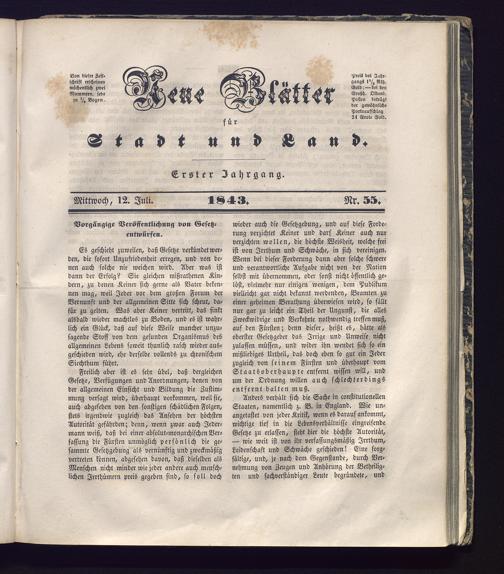 Von dieser Zeit-
schrift erscheinen
wöchentlich zwei
Nummern, jede
zu ½ Bogen.
Preis des Jahr-
gangs
Neue Blätter
für
Stadt und Land.
Erster Jahrgang.
Mittwoch, 12. Juli. 1843. Nr. 55.
Vorgängige Veröffentlichung von Gesetz-
entwürfen.
Es geschieht zuweilen, daß Gesetze verkündet wer-
den, die sofort Unzufriedenheit erregen, und von de-
nen auch solche nie weichen wird. Aber was ist
dann der Erfolg? Sie gleichen mißrathenen Kin-
dern, zu denen Keiner sich gerne als Vater beken-
nen mag, weil Jeder vor dem großen Forum der
Vernunft und der allgemeinen Sitte sich scheut, da-
für zu gelten. Was aber Keiner vertritt, das sinkt
alsbald wieder machtlos zu Boden, und es ist wahr-
lich ein Glück, daß auf diese Weise mancher unzu-
sagende Stoff von dem gesunden Organismus des
allgemeinen Lebens soweit thunlich rasch wieder aus-
geschieden wird, ehe derselbe vollends zu chronischem
Siechthum führt.
Freilich aber ist es sehr übel, daß dergleichen
Gesetze, Verfügungen und Anordnungen, denen von
der allgemeinen Einsicht und Bildung die Zustim-
mung versagt wird, überhaupt vorkommen, weil sie,
auch abgesehen von den sonstigen schädlichen Folgen,
stets irgendwie zugleich das Ansehen der höchsten
Autorität gefährden; denn, wenn zwar auch Jeder-
mann weiß, daß bei einer absolut-monarchischen Ver-
fassung die Fürsten unmöglich persönlich die ge-
sammte Gesetzgebung als vernünftig und zweckmäßig
vertreten können, abgesehen davon, daß dieselben als
Menschen nicht minder wie jeder andere auch mensch-
lichen Irrthümern preis gegeben sind, so soll doch
wieder auch die Gesetzgebung, und auf diese Forde-
rung verzichtet Keiner und darf Keiner auch nur
verzichten wollen, die höchste Weisheit, welche frei
ist von Irrthum und Schwäche, in sich vereinigen.
Wenn bei dieser Forderung dann aber solche schwere
und verantwortliche Aufgabe nicht von der Nation
selbst mit übernommen, oder sonst nicht öffentlich ge-
löst, vielmehr nur einigen wenigen, dem Publikum
vielleicht gar nicht bekannt werdenden, Beamten zu
einer geheimen Berathung überwiesen wird, so fällt
nur gar zu leicht ein Theil der Ungunst, die alles
Zweckwidrige und Verkehrte nothwendig treffen muß,
auf den Fürsten; denn dieser, heißt es, hätte als
oberster Gesetzgeber das Irrige und Unweise nicht
zulassen müssen, und wider ihn wendet sich so ein
mißliebiges Urtheil, das doch eben so gar ein Jeder
zugleich von seinem Fürsten und überhaupt vom
Staatsoberhaupte entfernt wissen will, und
um der Ordnung willen auch schlechterdings
entfernt halten muß.
Anders verhält sich die Sache in constitutionellen
Staaten, namentlich z. B. in England. Wie un-
angetastet von jeder Kritik, wenn es darauf ankommt,
wichtige tief in die Lebensverhältnisse eingreifende
Gesetze zu erlassen, steht hier die höchste Autorität,
— wie weit ist von ihr verfassungsmäßig Irrthum,
Leidenschaft und Schwäche geschieden! Eine sorg-
fältige, und, je nach dem Gegenstande, durch Ver-
nehmung von Zeugen und Anhörung der Betheilig-
ten und sachverständiger Leute begründete, und